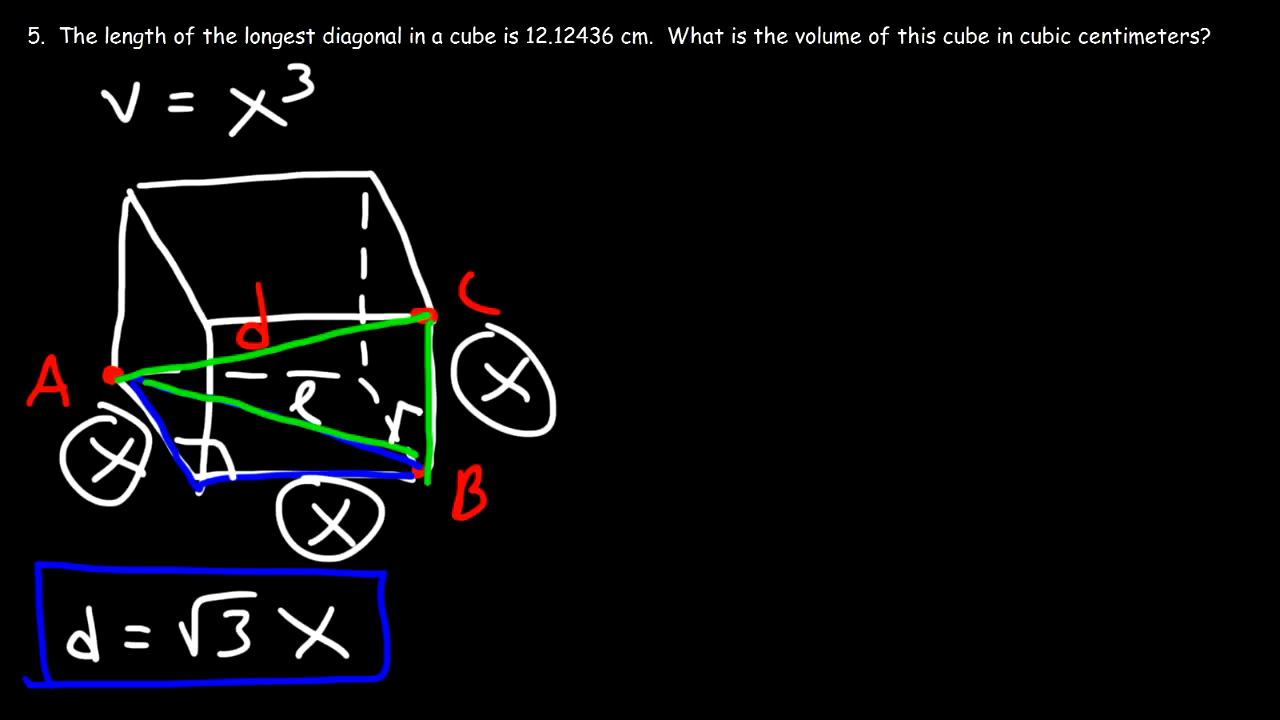 5. The length of the longest diagonal in a cube is 12.12436 cm. What is the volume of this cube in cubic centimeters?
V = x³
C
d
A
x
e
x
B
x
d = √3 x